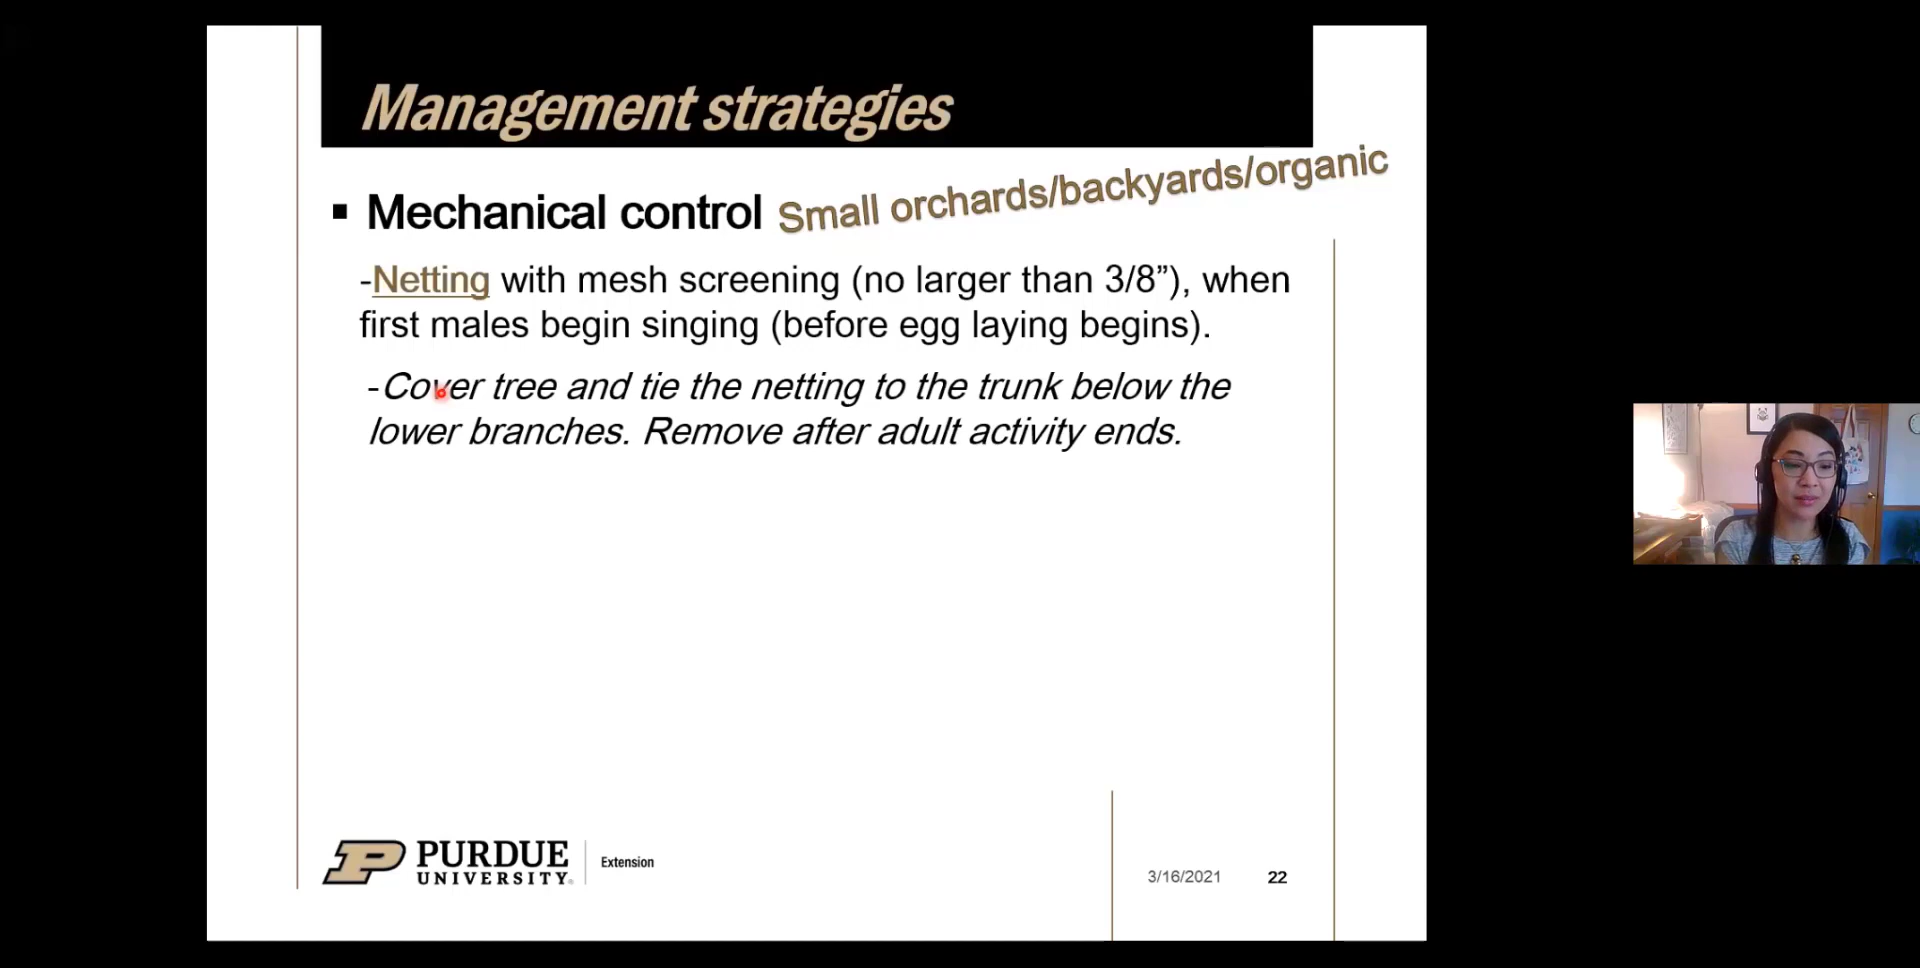 Management strategies
▪ Mechanical control Small orchards/backyards/organic
-Netting with mesh screening (no larger than 3/8”), when
first males begin singing (before egg laying begins).
-Cover tree and tie the netting to the trunk below the
lower branches. Remove after adult activity ends.
PURDUE
UNIVERSITY®
Extension
3/16/2021
22